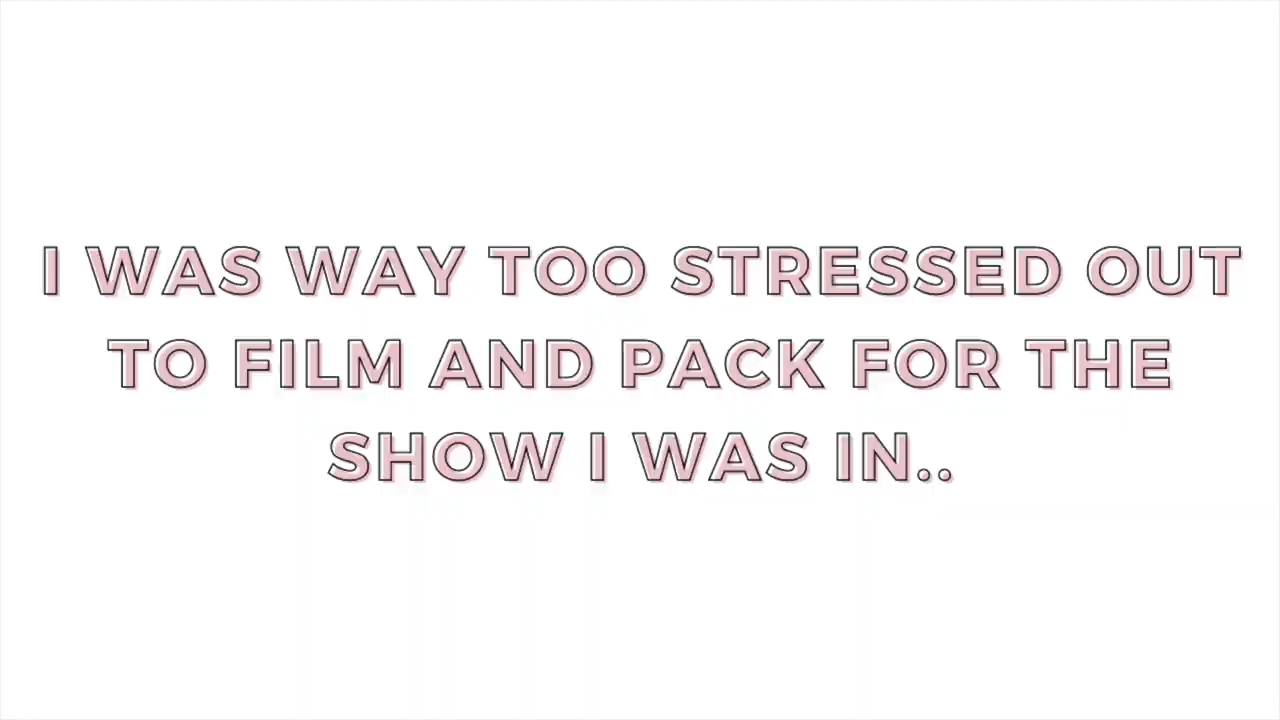 I WAS WAY TOO STRESSED OUT
TO FILM AND PACK FOR THE
SHOW I WAS IN..